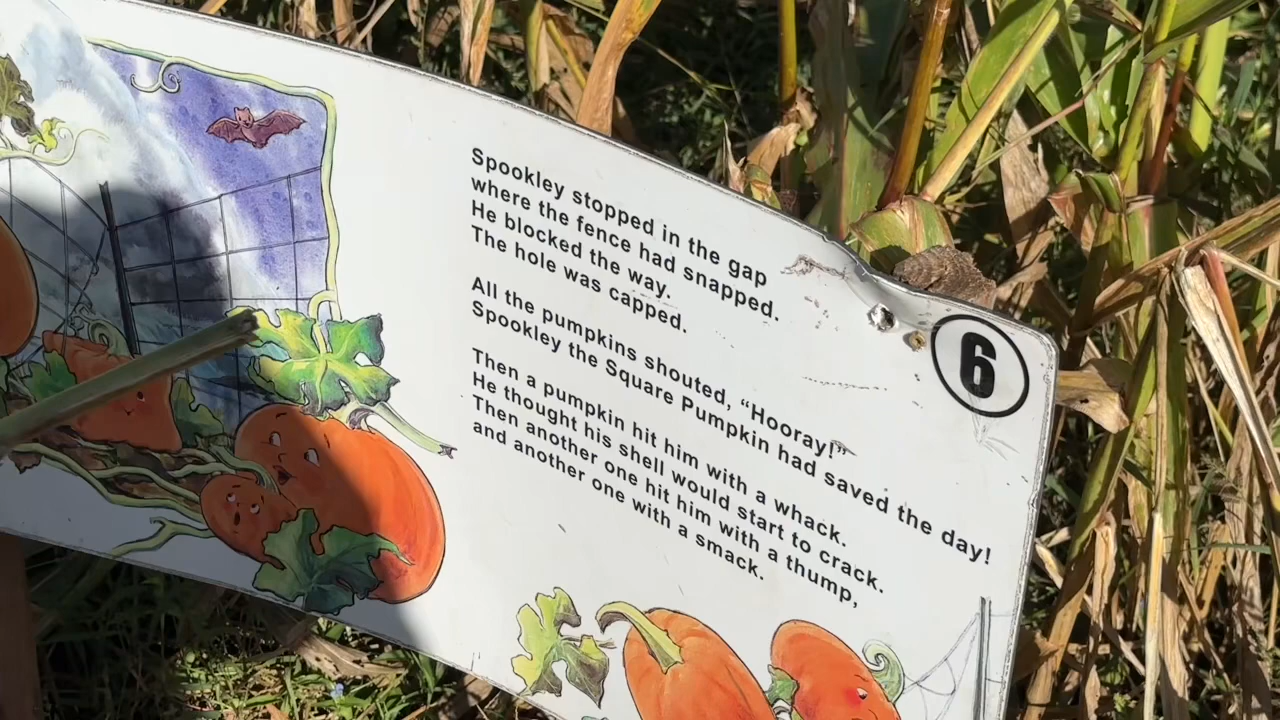 Spookley stopped in the gap
where the fence had snapped.
He blocked the way.
The hole was capped.
All the pumpkins shouted, “Hooray!”
Spookley the Square Pumpkin had saved the day!
Then a pumpkin hit him with a whack.
He thought his shell would start to crack.
Then another one hit him with a thump,
and another one with a smack.
6